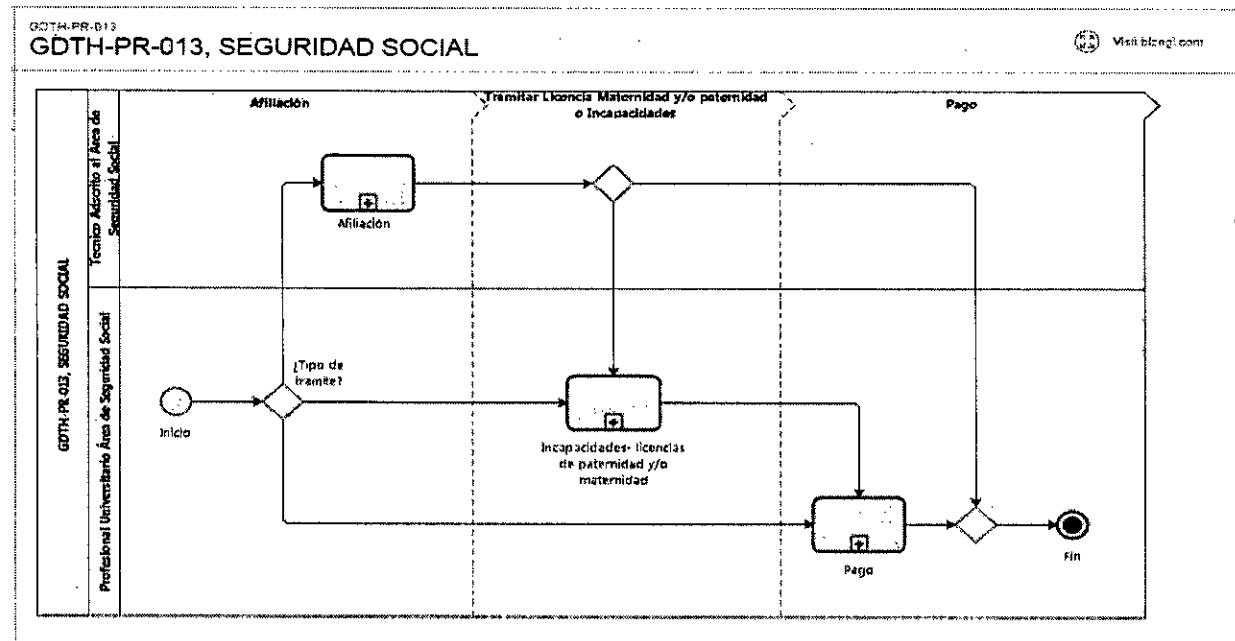 GDTH-PR-013
GDTH-PR-013, SEGURIDAD SOCIAL
Visit bizagi.com
Afiliación
Tramitar Licencia Maternidad y/o paternidad
o Incapacidades
Pago
GDTH-PR-013, SEGURIDAD SOCIAL
Tecnico Adscrito al Area de
Seguridad Social
Afiliación
Profesional Universitario Área de Seguridad Social
¿Tipo de
tramite?
Inicio
Incapacidades- licencias
de paternidad y/o
maternidad
Pago
Fin